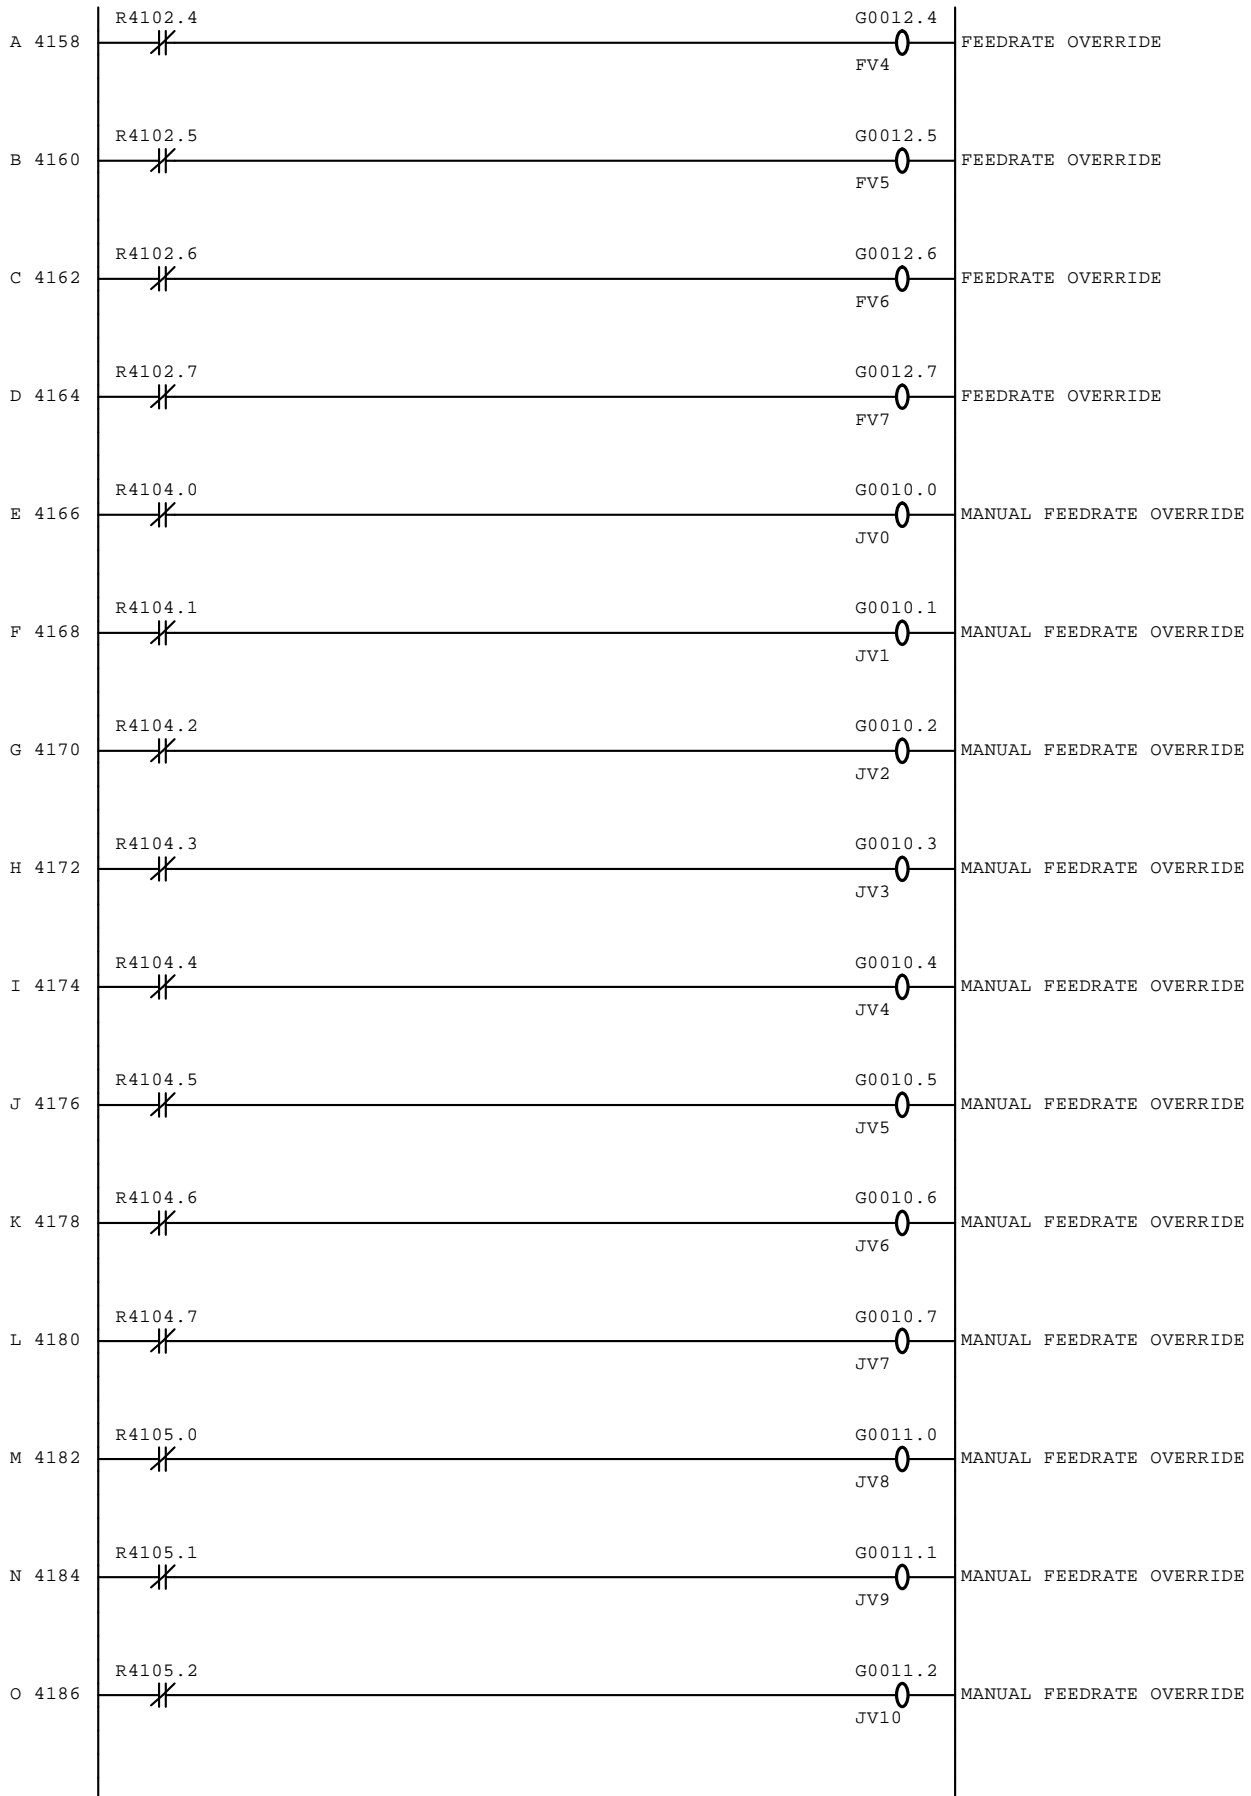 R4102.4 G0012.4
A 4158 FEEDRATE OVERRIDE
FV4
R4102.5 G0012.5
B 4160 FEEDRATE OVERRIDE
FV5
R4102.6 G0012.6
C 4162 FEEDRATE OVERRIDE
FV6
R4102.7 G0012.7
D 4164 FEEDRATE OVERRIDE
FV7
R4104.0 G0010.0
E 4166 MANUAL FEEDRATE OVERRIDE
JV0
R4104.1 G0010.1
F 4168 MANUAL FEEDRATE OVERRIDE
JV1
R4104.2 G0010.2
G 4170 MANUAL FEEDRATE OVERRIDE
JV2
R4104.3 G0010.3
H 4172 MANUAL FEEDRATE OVERRIDE
JV3
R4104.4 G0010.4
I 4174 MANUAL FEEDRATE OVERRIDE
JV4
R4104.5 G0010.5
J 4176 MANUAL FEEDRATE OVERRIDE
JV5
R4104.6 G0010.6
K 4178 MANUAL FEEDRATE OVERRIDE
JV6
R4104.7 G0010.7
L 4180 MANUAL FEEDRATE OVERRIDE
JV7
R4105.0 G0011.0
M 4182 MANUAL FEEDRATE OVERRIDE
JV8
R4105.1 G0011.1
N 4184 MANUAL FEEDRATE OVERRIDE
JV9
R4105.2 G0011.2
O 4186 MANUAL FEEDRATE OVERRIDE
JV10